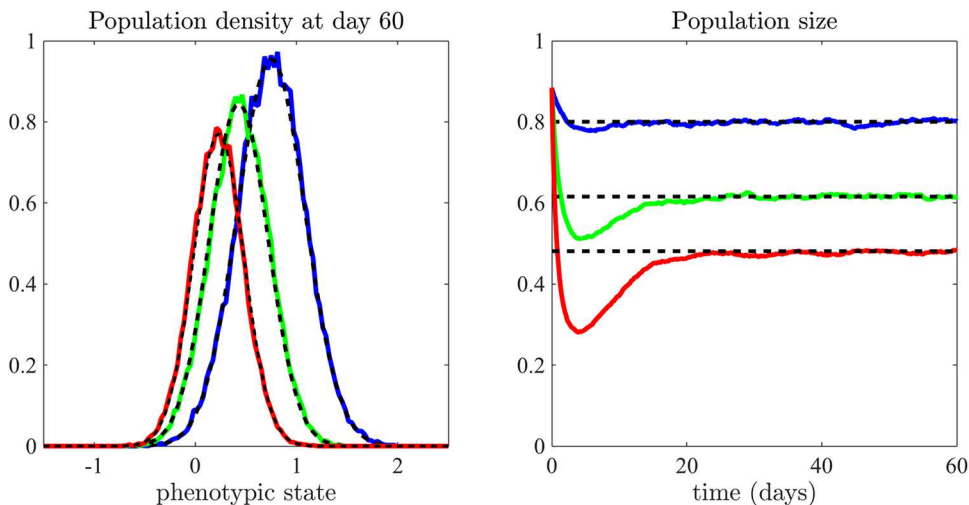 Population density at day 60
1
0.8
0.6
0.4
0.2
0
-1 0 1 2
phenotypic state
Population size
1
0.8
0.6
0.4
0.2
0
0 20 40 60
time (days)